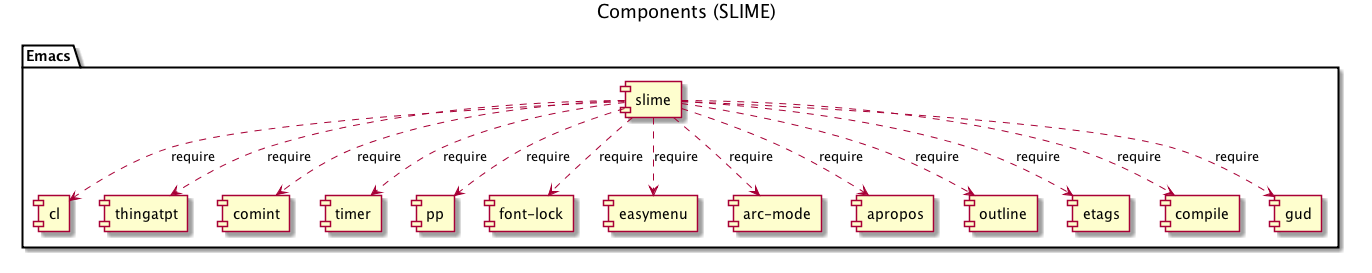 Components (SLIME)
Emacs
slime
require require require require require require require require require require require require require
cl thingatpt comint timer pp font-lock easymenu arc-mode apropos outline etags compile gud